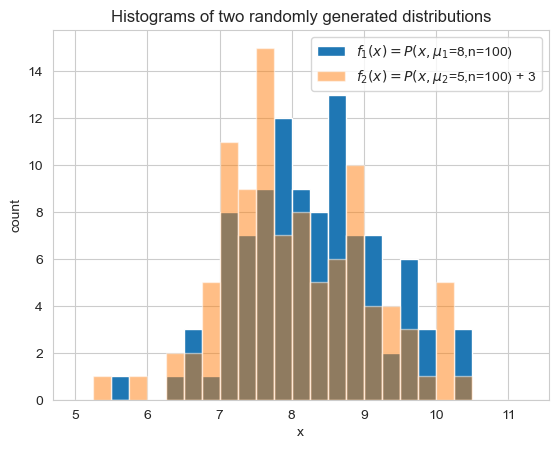 Histograms of two randomly generated distributions
f₁(x) = P(x, μ₁=8,n=100)
f₂(x) = P(x, μ₂=5,n=100) + 3
14
12
10
8
6
4
2
0
count
5 6 7 8 9 10 11
x